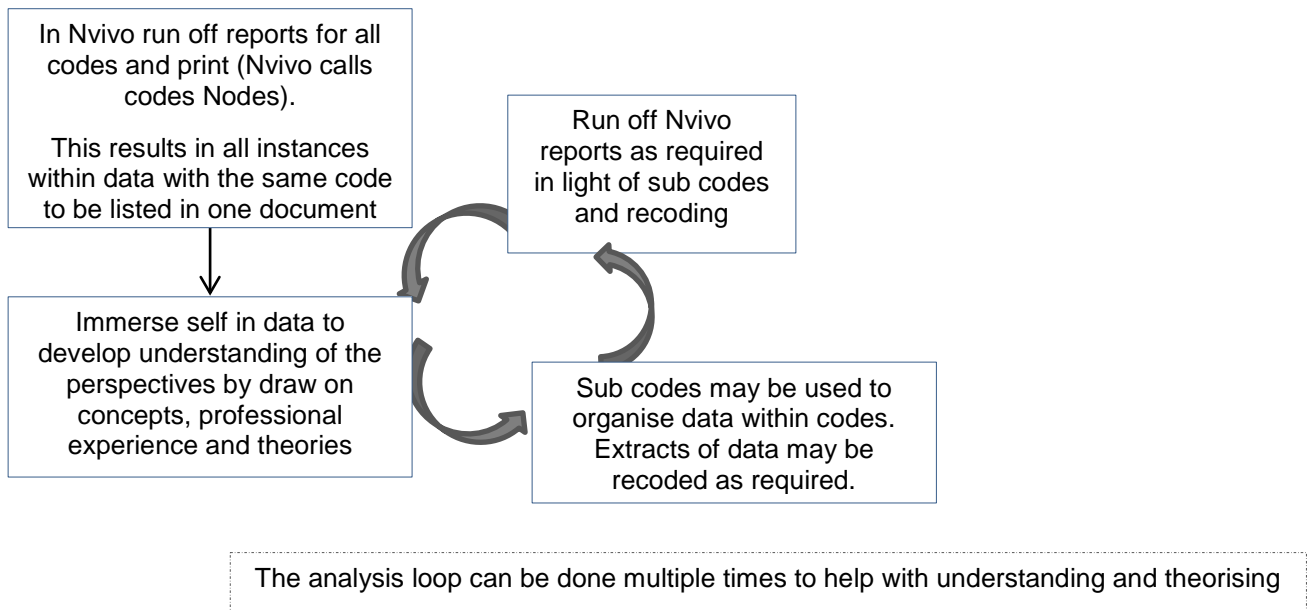 In Nvivo run off reports for all
codes and print (Nvivo calls
codes Nodes).
This results in all instances
within data with the same code
to be listed in one document
Run off Nvivo
reports as required
in light of sub codes
and recoding
Immerse self in data to
develop understanding of the
perspectives by draw on
concepts, professional
experience and theories
Sub codes may be used to
organise data within codes.
Extracts of data may be
recoded as required.
The analysis loop can be done multiple times to help with understanding and theorising